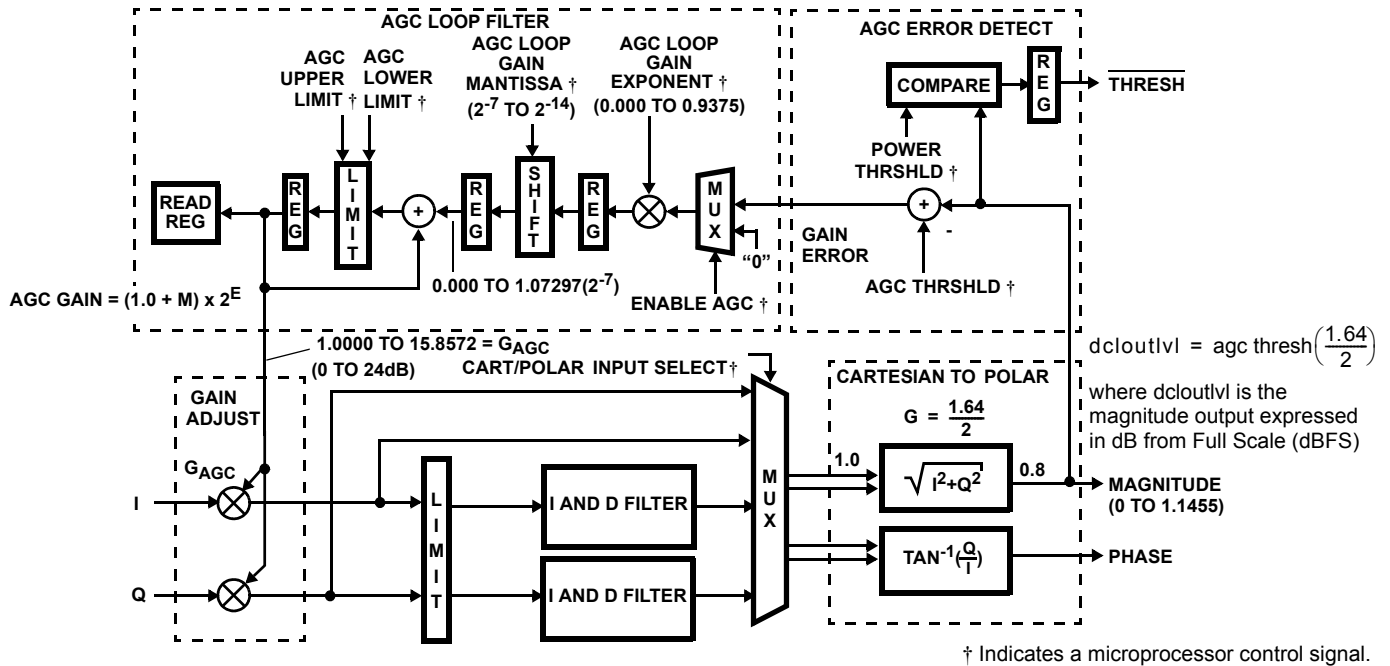 AGC LOOP FILTER
AGC
UPPER
LIMIT †
AGC
LOWER
LIMIT †
AGC LOOP
GAIN
MANTISSA †
(2-7 TO 2-14)
AGC LOOP
GAIN
EXPONENT †
(0.000 TO 0.9375)
AGC ERROR DETECT
COMPARE
REG
THRESH
POWER
THRSHLD †
READ
REG
REG
LIMIT
+
REG
SHIFT
REG
MUX
"0"
+
-
GAIN
ERROR
AGC THRSHLD †
0.000 TO 1.07297(2-7)
ENABLE AGC †
AGC GAIN = (1.0 + M) x 2E
1.0000 TO 15.8572 = GAGC
(0 TO 24dB)
CART/POLAR INPUT SELECT†
GAIN
ADJUST
GAGC
I
Q
LIMIT
I AND D FILTER
I AND D FILTER
MUX
CARTESIAN TO POLAR
G = 1.64/2
1.0
√I2+Q2
0.8
TAN-1(Q/I)
MAGNITUDE
(0 TO 1.1455)
PHASE
dcloutlvl = agc thresh(1.64/2)
where dcloutlvl is the
magnitude output expressed
in dB from Full Scale (dBFS)
† Indicates a microprocessor control signal.